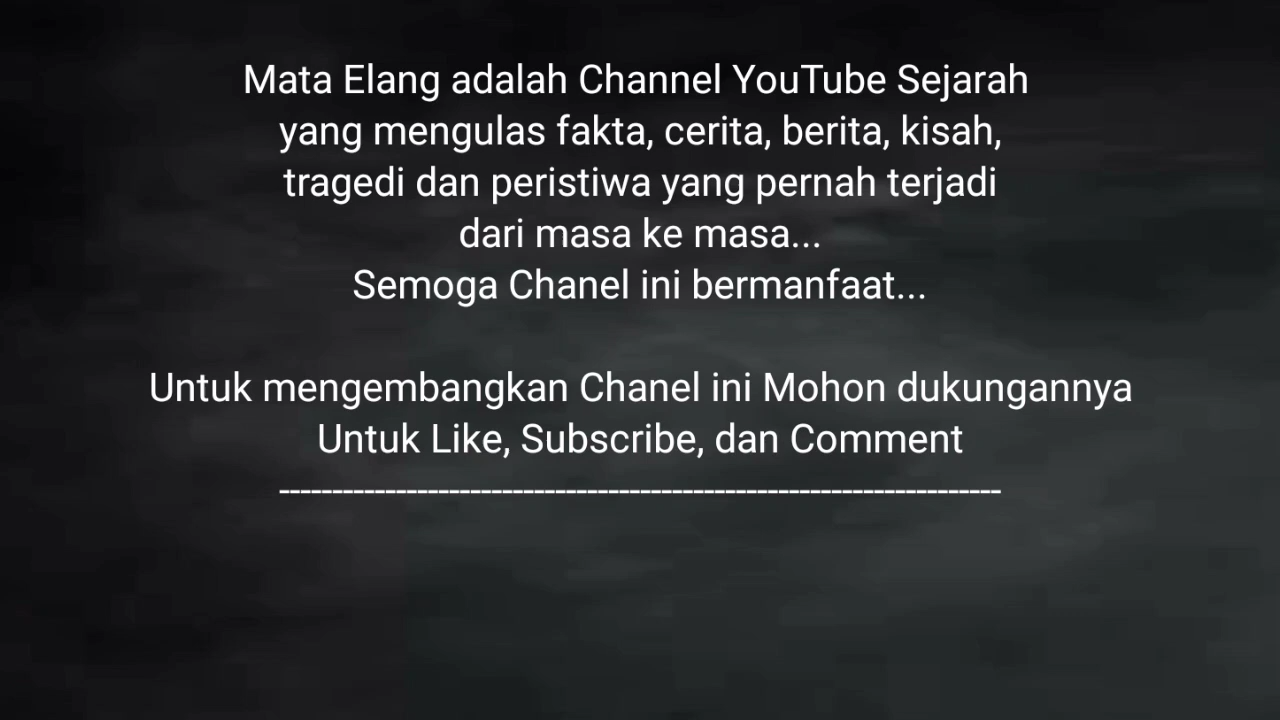 Mata Elang adalah Channel YouTube Sejarah
yang mengulas fakta, cerita, berita, kisah,
tragedi dan peristiwa yang pernah terjadi
dari masa ke masa...
Semoga Chanel ini bermanfaat...
Untuk mengembangkan Chanel ini Mohon dukungannya
Untuk Like, Subscribe, dan Comment
--------------------------------------------------------------------